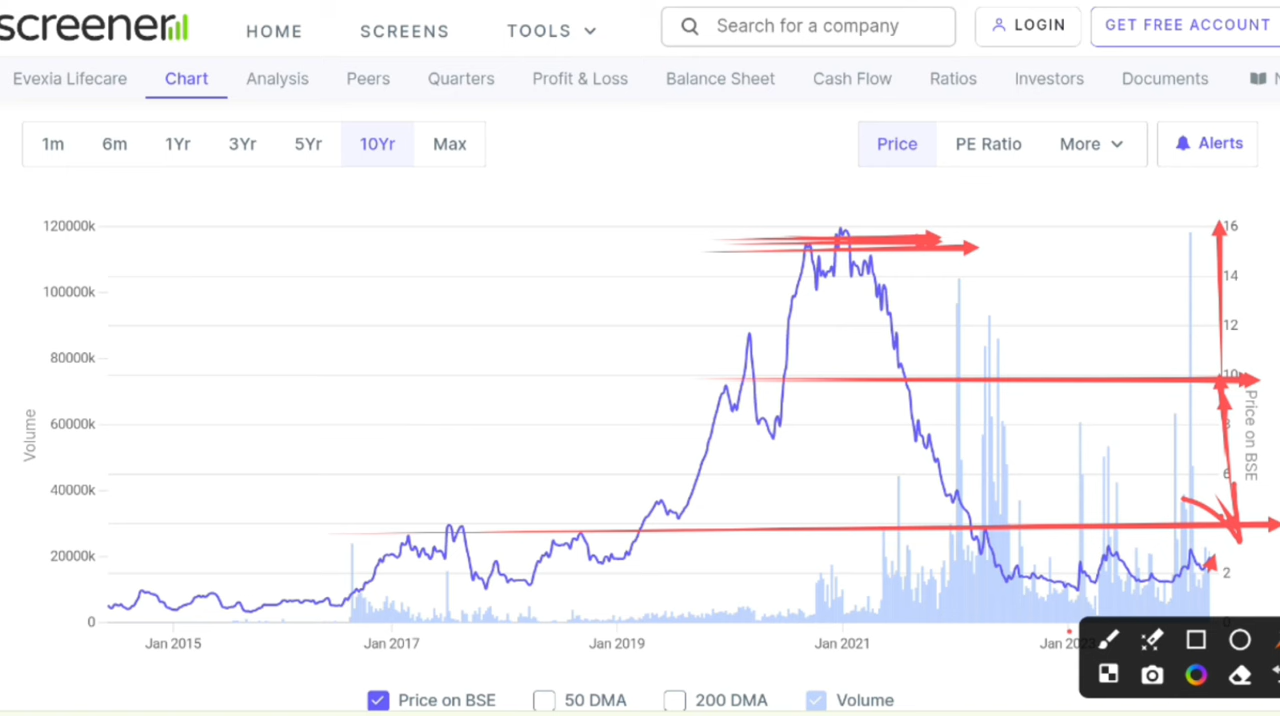 screener
HOME SCREENS TOOLS Search for a company LOGIN GET FREE ACCOUNT
Evexia Lifecare Chart Analysis Peers Quarters Profit & Loss Balance Sheet Cash Flow Ratios Investors Documents N
1m 6m 1Yr 3Yr 5Yr 10Yr Max Price PE Ratio More Alerts
120000k 16
14
100000k
12
80000k
10
60000k 8
6
40000k
20000k
2
0 0
Volume
Price on BSE
Jan 2015 Jan 2017 Jan 2019 Jan 2021 Jan 2023
Price on BSE 50 DMA 200 DMA Volume